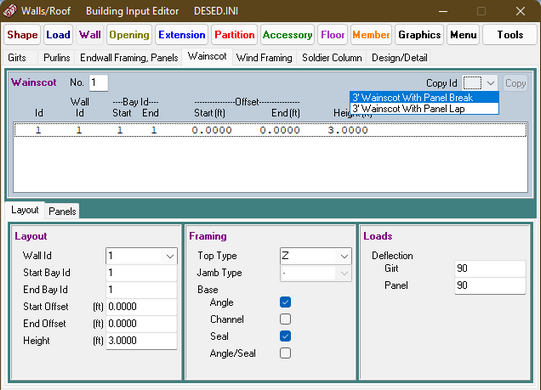 Walls/Roof Building Input Editor DESED.INI
Shape Load Wall Opening Extension Partition Accessory Floor Member Graphics Menu Tools
Girts Purlins Endwall Framing, Panels Wainscot Wind Framing Soldier Column Design/Detail
Wainscot No. 1 Copy Id Copy
3' Wainscot With Panel Break
3' Wainscot With Panel Lap
Wall ----Bay Id---- ---------------Offset---------------
Id Id Start End Start(ft) End(ft) Height(ft)
1 1 1 1 0.0000 0.0000 3.0000
Layout Panels
Layout
Wall Id 1
Start Bay Id 1
End Bay Id 1
Start Offset (ft) 0.0000
End Offset (ft) 0.0000
Height (ft) 3.0000
Framing
Top Type Z
Jamb Type -
Base
Angle
Channel
Seal
Angle/Seal
Loads
Deflection
Girt 90
Panel 90